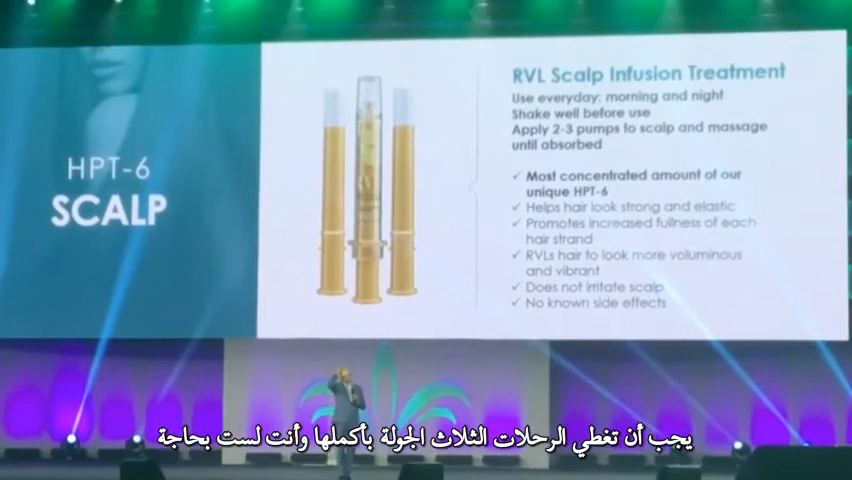 HPT-6
SCALP
RVL Scalp Infusion Treatment
Use everyday: morning and night
Shake well before use
Apply 2-3 pumps to scalp and massage
until absorbed
✓ Most concentrated amount of our
unique HPT-6
✓ Helps hair look strong and elastic
✓ Promotes increased fullness of each
hair strand
✓ RVLs hair to look more voluminous
and vibrant
✓ Does not irritate scalp
✓ No known side effects
يجب أن تغطي الرحلات الثلاث الجولة بأكملها وأنت لست بحاجة